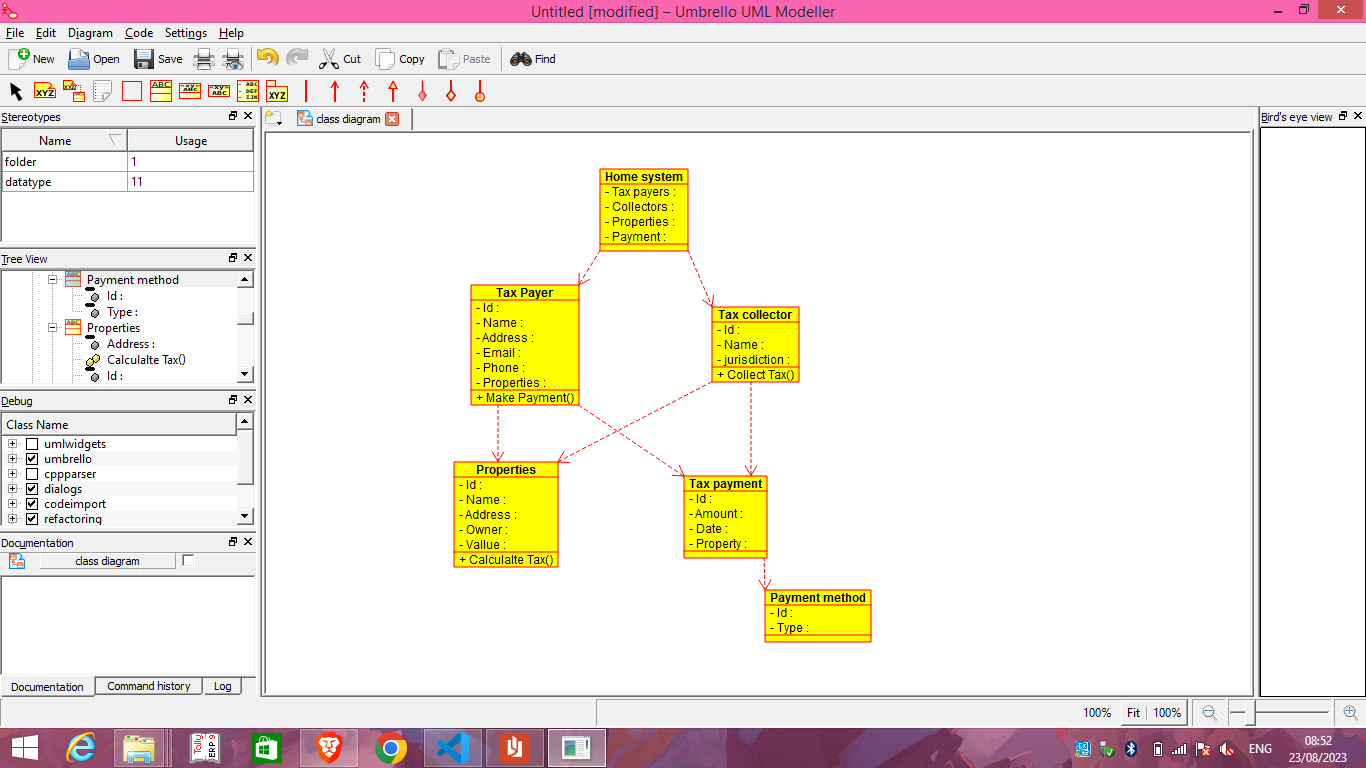 Untitled [modified] – Umbrello UML Modeller
File Edit Diagram Code Settings Help
New Open Save Cut Copy Paste Find
XYZ XYZ ABC -xy= -xy= ABC DEF IJK XYZ
Stereotypes
Name Usage
folder 1
datatype 11
Tree View
Payment method
Id :
Type :
Properties
Address :
Calculalte Tax()
Id :
Debug
Class Name
umlwidgets
umbrello
cppparser
dialogs
codeimport
refactoring
Documentation
class diagram
Documentation Command history Log
class diagram
Home system
- Tax payers :
- Collectors :
- Properties :
- Payment :
Tax Payer
- Id :
- Name :
- Address :
- Email :
- Phone :
- Properties :
+ Make Payment()
Tax collector
- Id :
- Name :
- jurisdiction :
+ Collect Tax()
Properties
- Id :
- Name :
- Address :
- Owner :
- Vallue :
+ Calculalte Tax()
Tax payment
- Id :
- Amount :
- Date :
- Property :
Payment method
- Id :
- Type :
Bird's eye view
100% Fit 100%
Tally ERP 9
ENG
08:52
23/08/2023